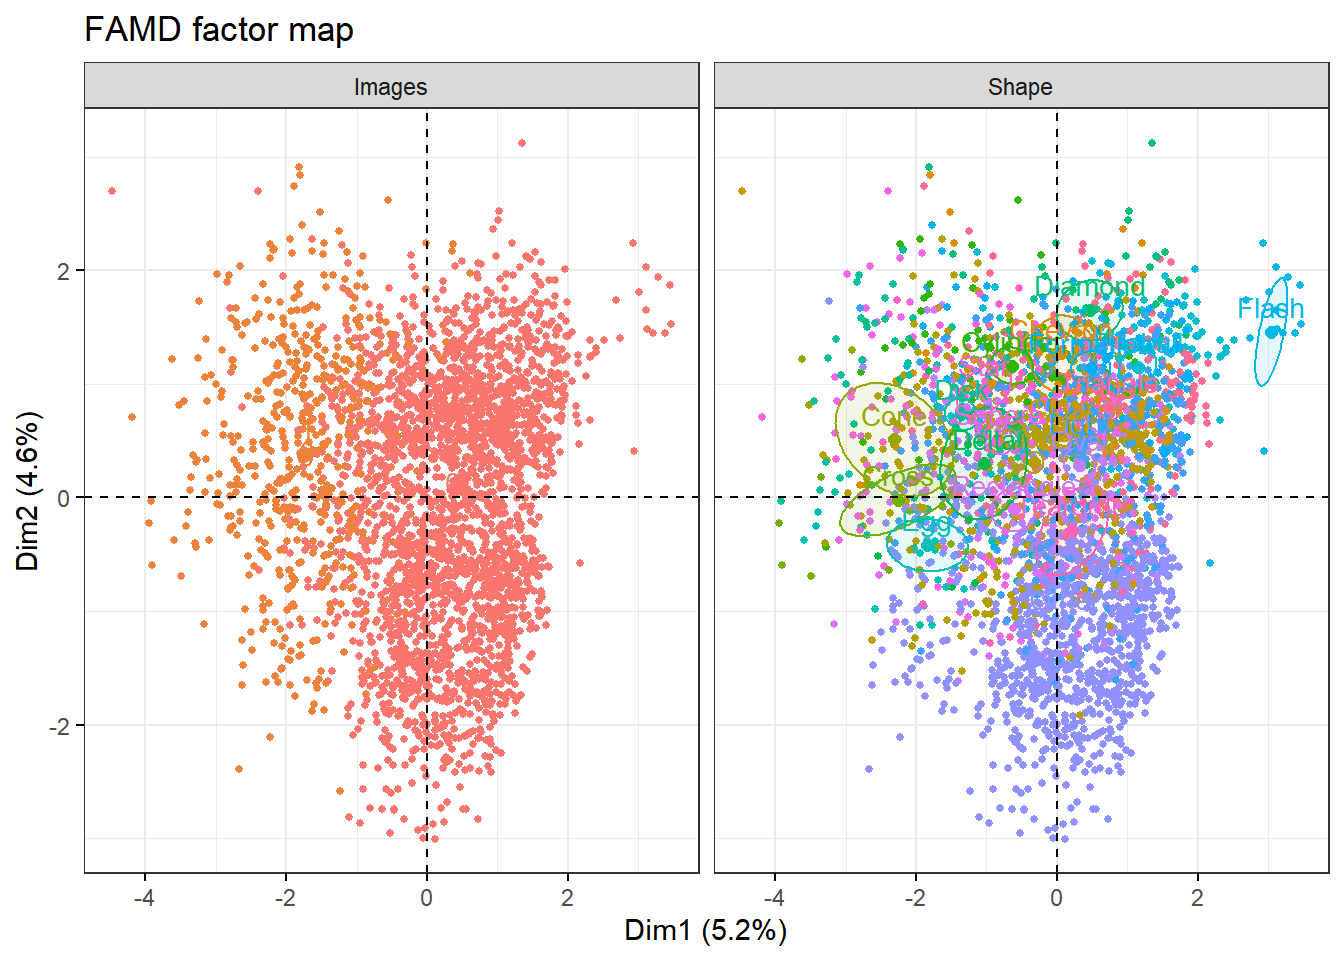 FAMD factor map
Images
Shape
2
0
-2
Dim2 (4.6%)
-4
-2
0
2
-4
-2
0
2
Dim1 (5.2%)
Diamond
Flash
Chevron
Cone
Cross
Delta
Egg